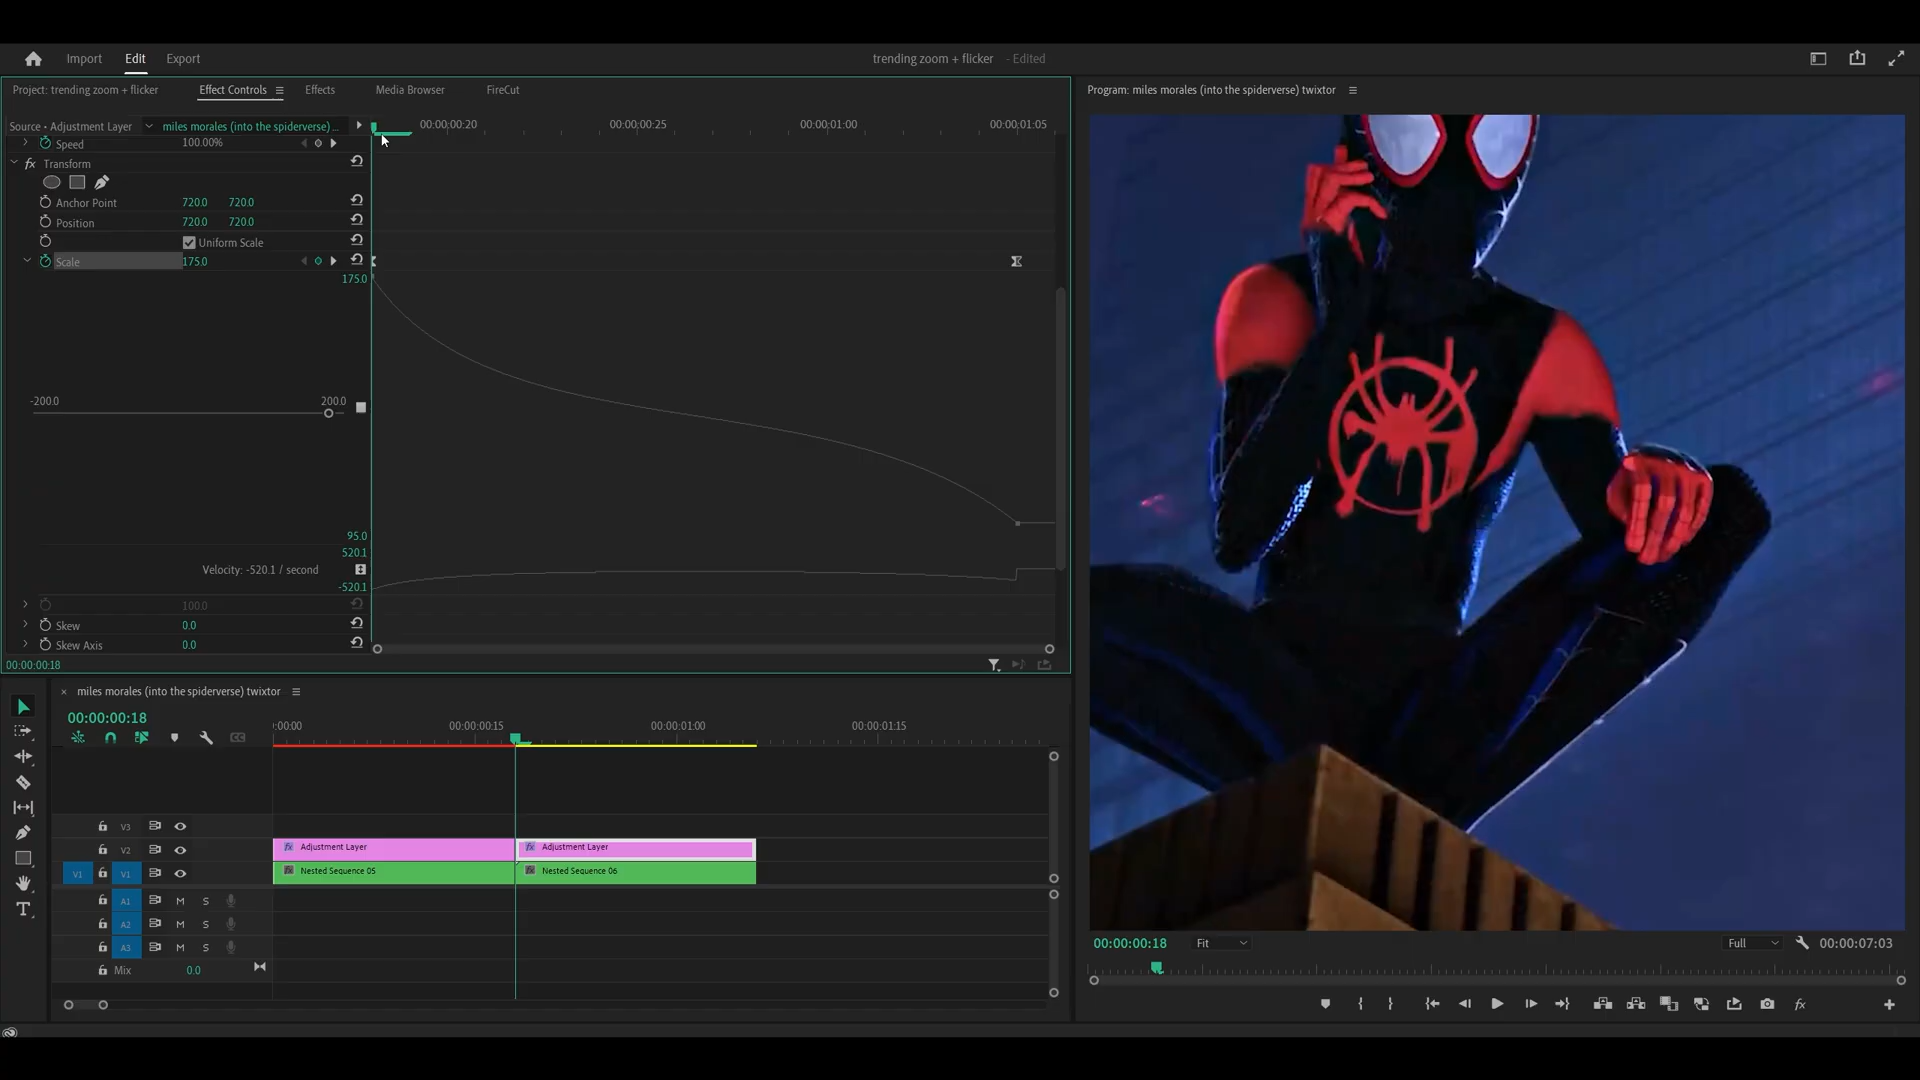 Import Edit Export trending zoom + flicker - Edited
Project: trending zoom + flicker Effect Controls Effects Media Browser FireCut
Program: miles morales (into the spiderverse) twixtor
Source • Adjustment Layer miles morales (into the spiderverse) ... 00:00:00:20 00:00:00:25 00:00:01:00 00:00:01:05
Speed 100.00%
fx Transform
Anchor Point 720.0 720.0
Position 720.0 720.0
Uniform Scale
Scale 175.0
175.0
-200.0 200.0
95.0
520.1
Velocity: -520.1 / second
-520.1
100.0
Skew 0.0
Skew Axis 0.0
00:00:00:18
miles morales (into the spiderverse) twixtor
00:00:00:18
:00:00 00:00:00:15 00:00:01:00 00:00:01:15
V3
V2 fx Adjustment Layer fx Adjustment Layer
V1 V1 fx Nested Sequence 05 fx Nested Sequence 06
A1 M S
A2 M S
A3 M S
Mix 0.0
00:00:00:18 Fit Full 00:00:07:03
fx